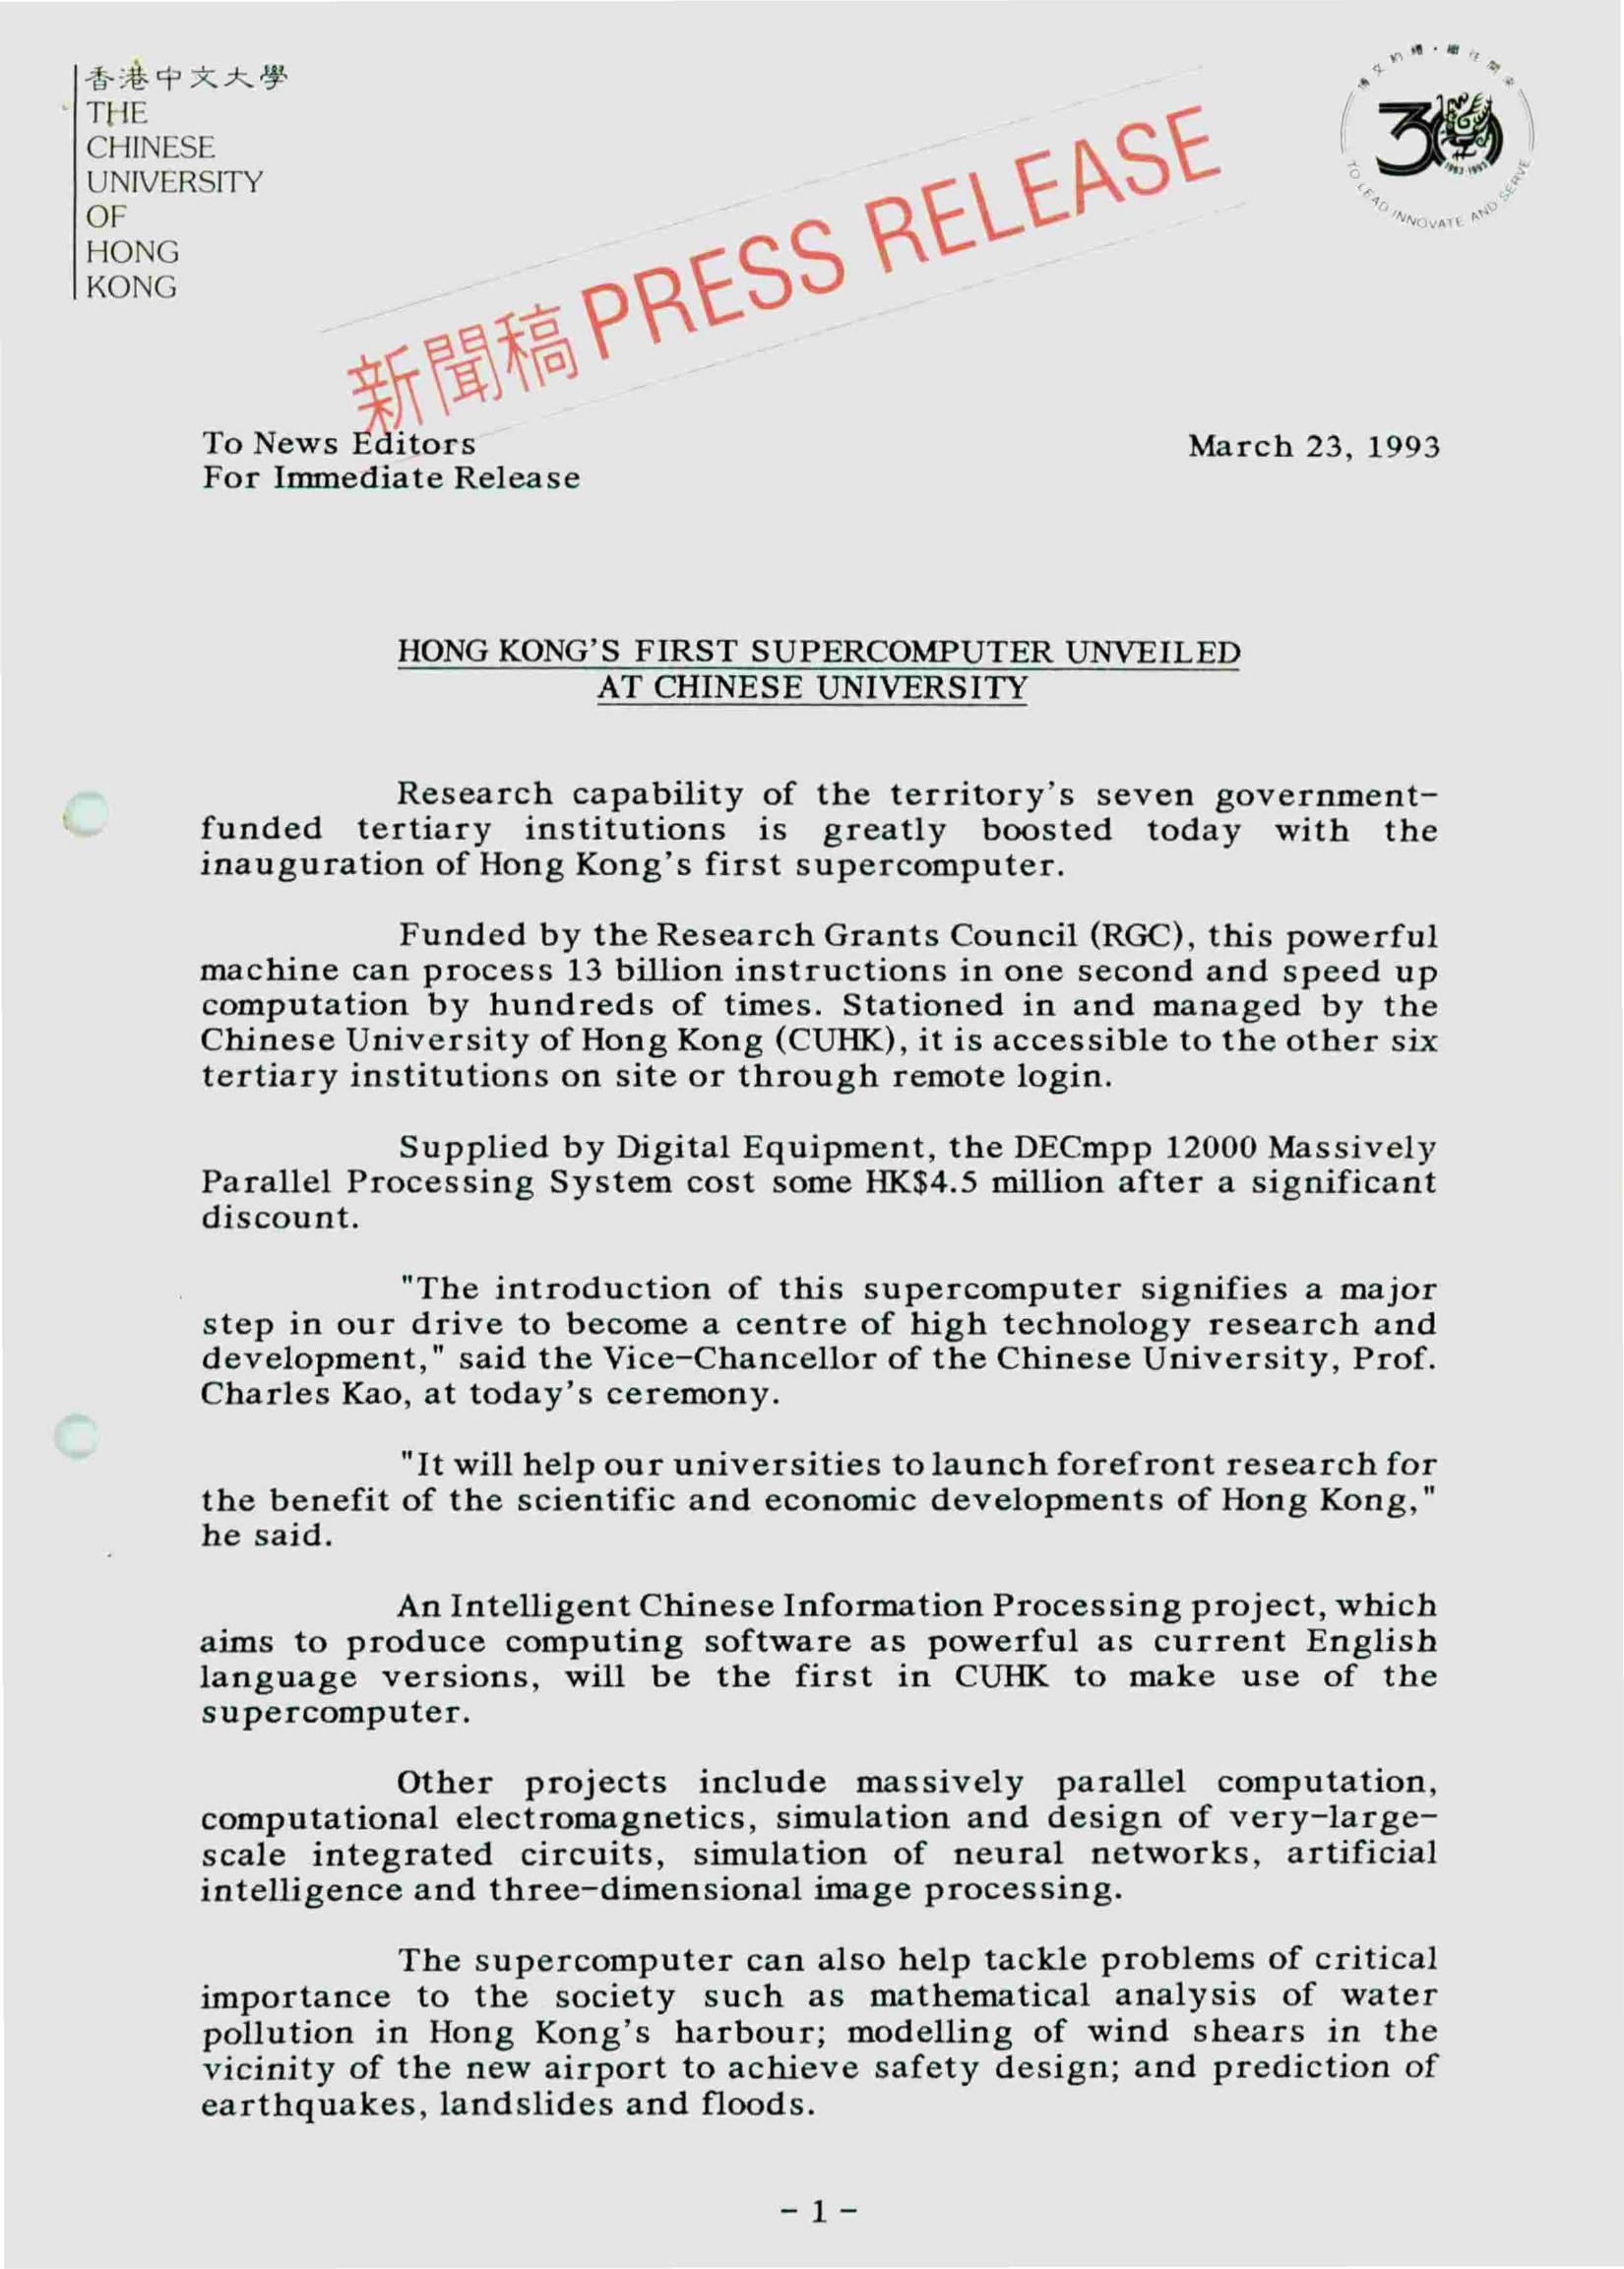 香港中文大學
THE
CHINESE
UNIVERSITY
OF
HONG
KONG
新聞稿 PRESS RELEASE
博文約禮・繼往開來
30
1963-1993
TO LEAD INNOVATE AND SERVE
To News Editors
March 23, 1993
For Immediate Release
HONG KONG'S FIRST SUPERCOMPUTER UNVEILED
AT CHINESE UNIVERSITY
Research capability of the territory's seven government-
funded tertiary institutions is greatly boosted today with the
inauguration of Hong Kong's first supercomputer.
Funded by the Research Grants Council (RGC), this powerful
machine can process 13 billion instructions in one second and speed up
computation by hundreds of times. Stationed in and managed by the
Chinese University of Hong Kong (CUHK), it is accessible to the other six
tertiary institutions on site or through remote login.
Supplied by Digital Equipment, the DECmpp 12000 Massively
Parallel Processing System cost some HK$4.5 million after a significant
discount.
"The introduction of this supercomputer signifies a major
step in our drive to become a centre of high technology research and
development," said the Vice-Chancellor of the Chinese University, Prof.
Charles Kao, at today's ceremony.
"It will help our universities to launch forefront research for
the benefit of the scientific and economic developments of Hong Kong,"
he said.
An Intelligent Chinese Information Processing project, which
aims to produce computing software as powerful as current English
language versions, will be the first in CUHK to make use of the
supercomputer.
Other projects include massively parallel computation,
computational electromagnetics, simulation and design of very-large-
scale integrated circuits, simulation of neural networks, artificial
intelligence and three-dimensional image processing.
The supercomputer can also help tackle problems of critical
importance to the society such as mathematical analysis of water
pollution in Hong Kong's harbour; modelling of wind shears in the
vicinity of the new airport to achieve safety design; and prediction of
earthquakes, landslides and floods.
- 1 -